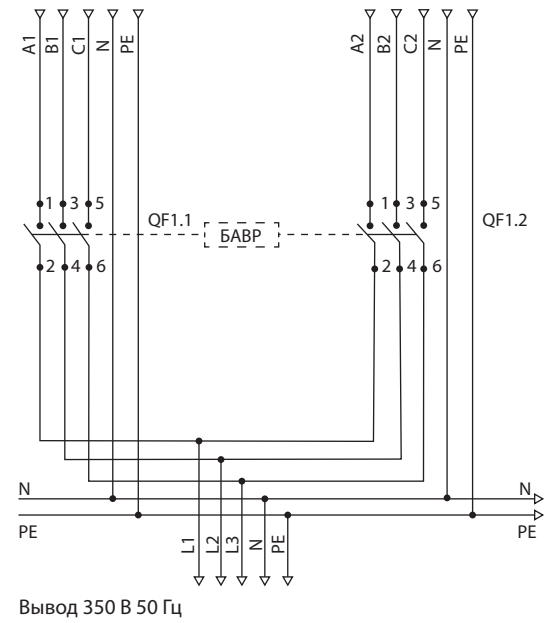 A1 B1 C1 N PE A2 B2 C2 N PE
1 3 5 QF1.1 1 3 5 QF1.2
БАВР
2 4 6 2 4 6
N N
PE PE
L1 L2 L3 N PE
Вывод 350 В 50 Гц